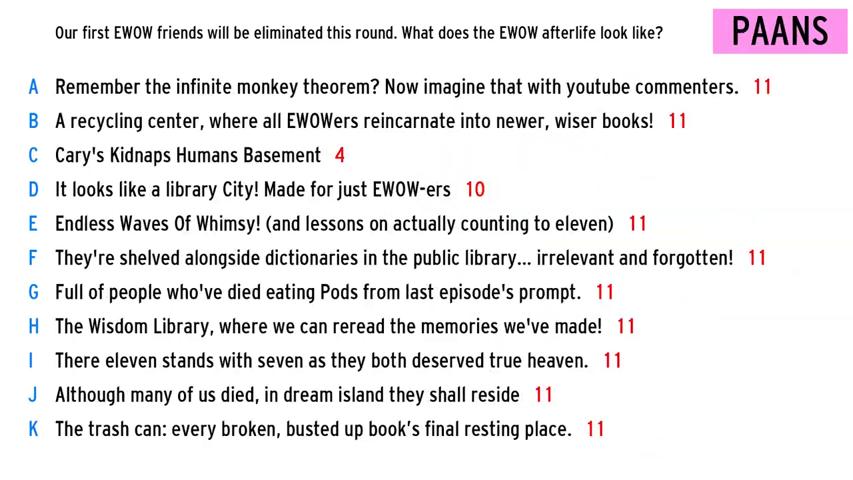 Our first EWOW friends will be eliminated this round. What does the EWOW afterlife look like?
PAANS
A Remember the infinite monkey theorem? Now imagine that with youtube commenters. 11
B A recycling center, where all EWOWers reincarnate into newer, wiser books! 11
C Cary's Kidnaps Humans Basement 4
D It looks like a library City! Made for just EWOW-ers 10
E Endless Waves Of Whimsy! (and lessons on actually counting to eleven) 11
F They're shelved alongside dictionaries in the public library... irrelevant and forgotten! 11
G Full of people who've died eating Pods from last episode's prompt. 11
H The Wisdom Library, where we can reread the memories we've made! 11
I There eleven stands with seven as they both deserved true heaven. 11
J Although many of us died, in dream island they shall reside 11
K The trash can: every broken, busted up book’s final resting place. 11